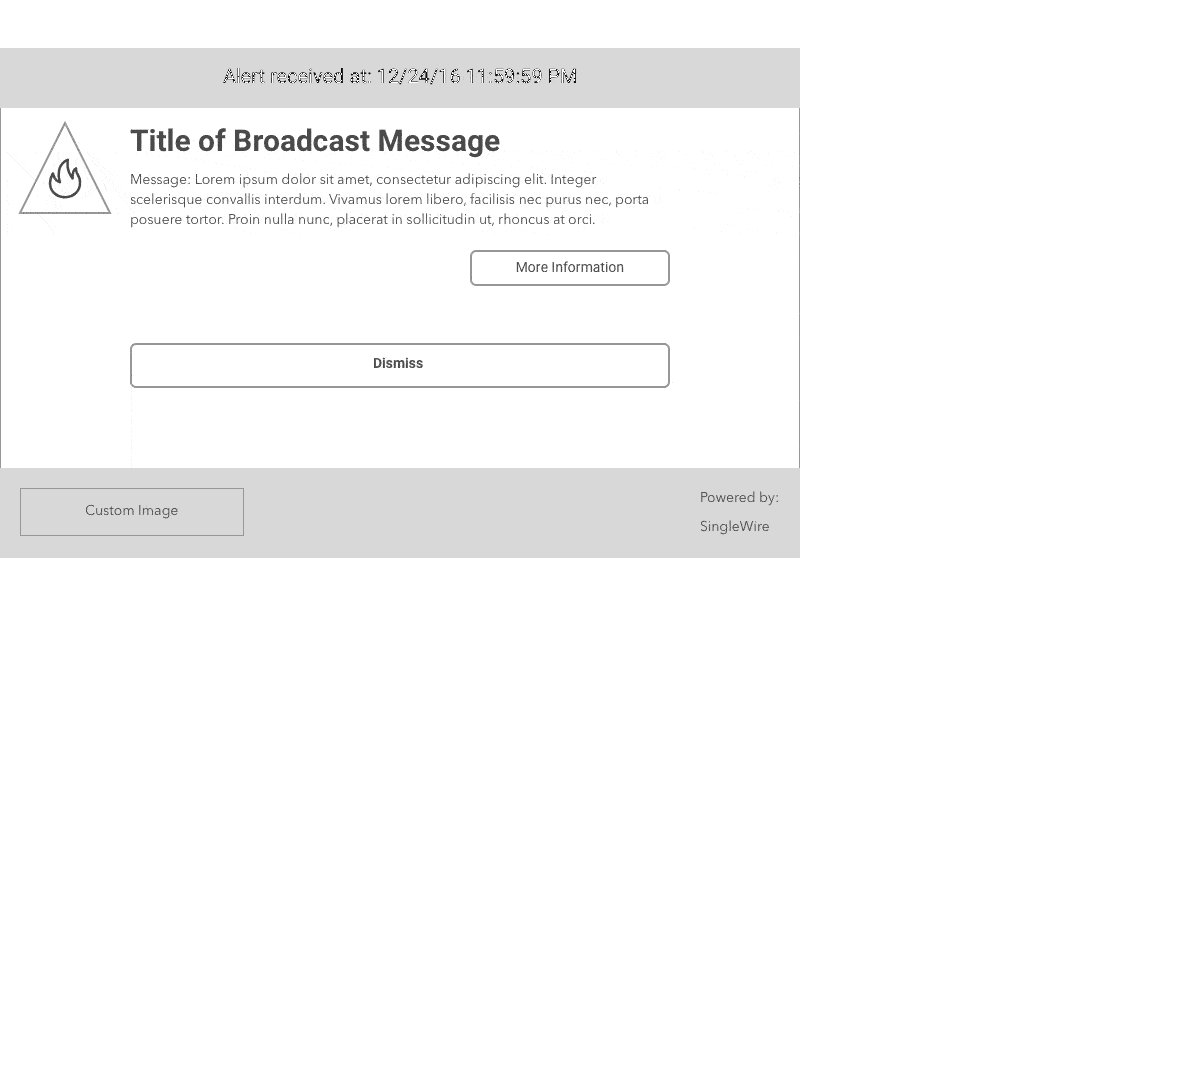 Alert received at: 12/24/16 11:59:59 PM
Title of Broadcast Message
Message: Lorem ipsum dolor sit amet, consectetur adipiscing elit. Integer
scelerisque convallis interdum. Vivamus lorem libero, facilisis nec purus nec, porta
posuere tortor. Proin nulla nunc, placerat in sollicitudin ut, rhoncus at orci.
More Information
Dismiss
Custom Image
Powered by:
SingleWire